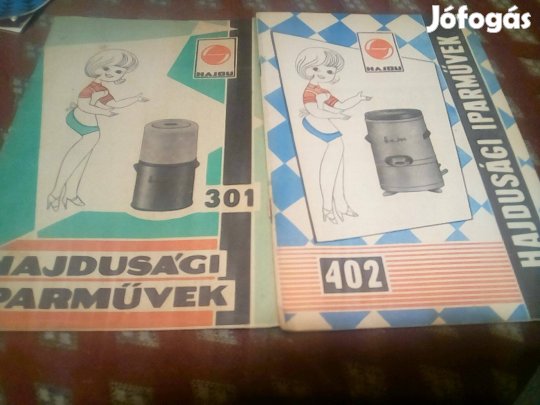 Jófogás
HAJDU
301
HAJDUSÁGI
IPARMŰVEK
HAJDU
402
HAJDUSÁGI IPARMŰVEK